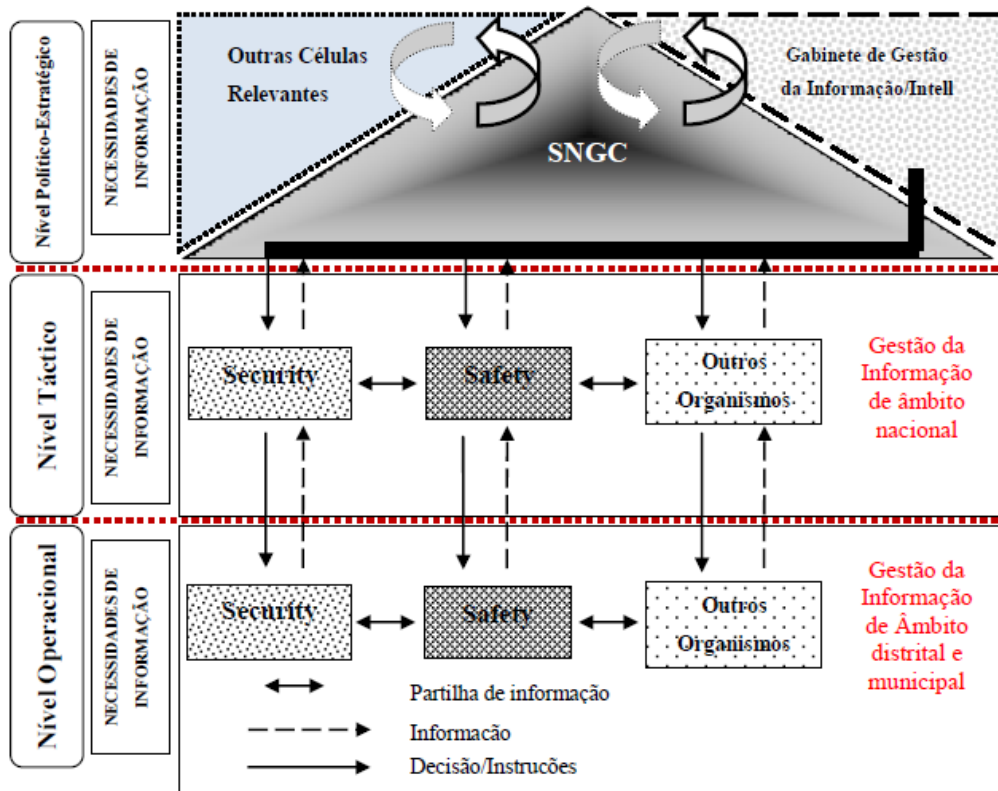 Nível Político-Estratégico
NECESSIDADES DE
INFORMAÇÃO
Outras Células
Relevantes
Gabinete de Gestão
da Informação/Intell
SNGC
Nível Táctico
NECESSIDADES DE
INFORMAÇÃO
Security
Safety
Outros
Organismos
Gestão da
Informação
de âmbito
nacional
Nível Operacional
NECESSIDADES DE
INFORMAÇÃO
Security
Safety
Outros
Organismos
Gestão da
Informação
de Âmbito
distrital e
municipal
Partilha de informação
Informacão
Decisão/Instrucões